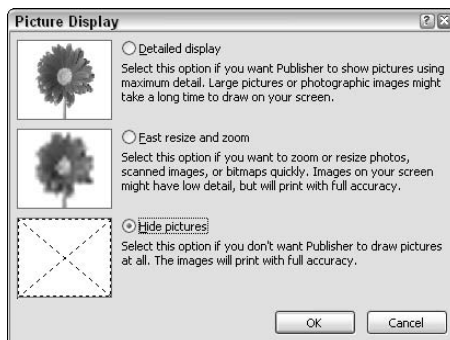 Picture Display
Detailed display
Select this option if you want Publisher to show pictures using
maximum detail. Large pictures or photographic images might
take a long time to draw on your screen.
Fast resize and zoom
Select this option if you want to zoom or resize photos,
scanned images, or bitmaps quickly. Images on your screen
might have low detail, but will print with full accuracy.
Hide pictures
Select this option if you don't want Publisher to draw pictures
at all. The images will print with full accuracy.
OK Cancel